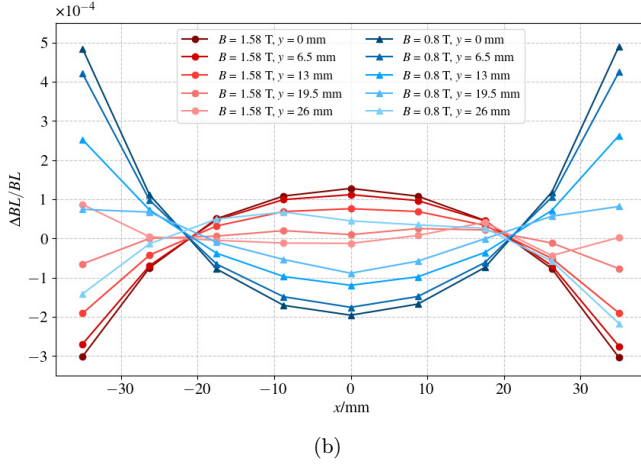 ×10⁻⁴
5
4
3
2
1
0
−1
−2
−3
ΔBL/BL
B = 1.58 T, y = 0 mm
B = 1.58 T, y = 6.5 mm
B = 1.58 T, y = 13 mm
B = 1.58 T, y = 19.5 mm
B = 1.58 T, y = 26 mm
B = 0.8 T, y = 0 mm
B = 0.8 T, y = 6.5 mm
B = 0.8 T, y = 13 mm
B = 0.8 T, y = 19.5 mm
B = 0.8 T, y = 26 mm
−30 −20 −10 0 10 20 30
x/mm
(b)